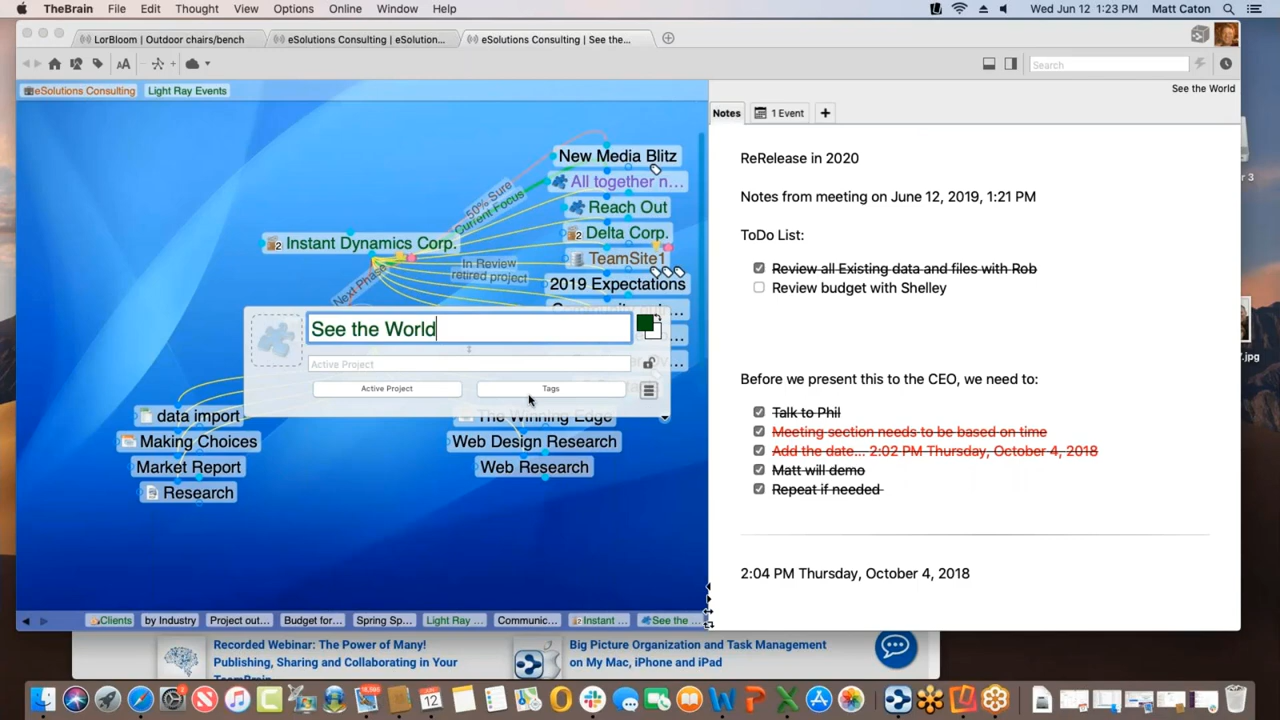 TheBrain File Edit Thought View Options Online Window Help
Wed Jun 12 1:23 PM Matt Caton
LorBloom | Outdoor chairs/bench
eSolutions Consulting | eSolution...
eSolutions Consulting | See the...
AA
Search
eSolutions Consulting
Light Ray Events
See the World
Notes
1 Event
New Media Blitz
All together n...
Reach Out
2 Delta Corp.
TeamSite1
2019 Expectations
50% Sure
Current Focus
2 Instant Dynamics Corp.
In Review
retired project
Next Phase
See the World
Active Project
Active Project
Tags
data import
Making Choices
Market Report
Research
The Winning Edge
Web Design Research
Web Research
ReRelease in 2020
Notes from meeting on June 12, 2019, 1:21 PM
ToDo List:
Review all Existing data and files with Rob
Review budget with Shelley
Before we present this to the CEO, we need to:
Talk to Phil
Meeting section needs to be based on time
Add the date... 2:02 PM Thursday, October 4, 2018
Matt will demo
Repeat if needed
2:04 PM Thursday, October 4, 2018
Clients
by Industry
Project out...
Budget for...
Spring Sp...
Light Ray ...
Communic...
Instant ...
See the ...
Recorded Webinar: The Power of Many!
Publishing, Sharing and Collaborating in Your
Big Picture Organization and Task Management
on My Mac, iPhone and iPad